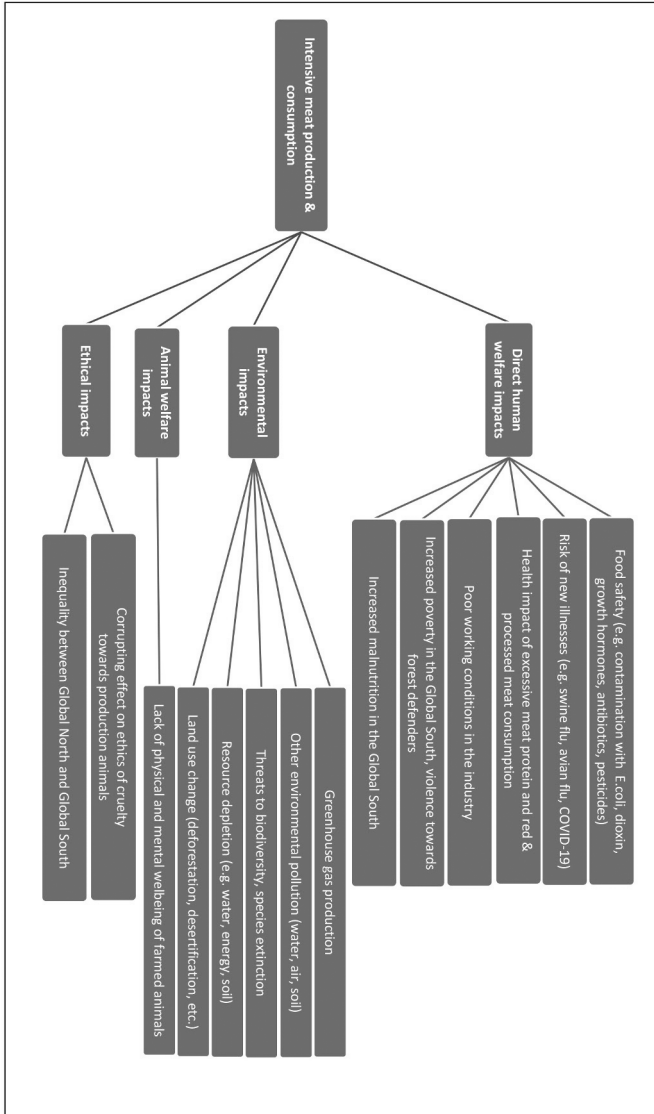 Intensive meat production &
consumption
Direct human
welfare impacts
Food safety (e.g. contamination with E.coli, dioxin,
growth hormones, antibiotics, pesticides)
Risk of new illnesses (e.g. swine flu, avian flu, COVID-19)
Health impact of excessive meat protein and red &
processed meat consumption
Poor working conditions in the industry
Increased poverty in the Global South, violence towards
forest defenders
Increased malnutrition in the Global South
Environmental
impacts
Greenhouse gas production
Other environmental pollution (water, air, soil)
Threats to biodiversity, species extinction
Resource depletion (e.g. water, energy, soil)
Land use change (deforestation, desertification, etc.)
Animal welfare
impacts
Lack of physical and mental wellbeing of farmed animals
Ethical impacts
Corrupting effect on ethics of cruelty
towards production animals
Inequality between Global North and Global South